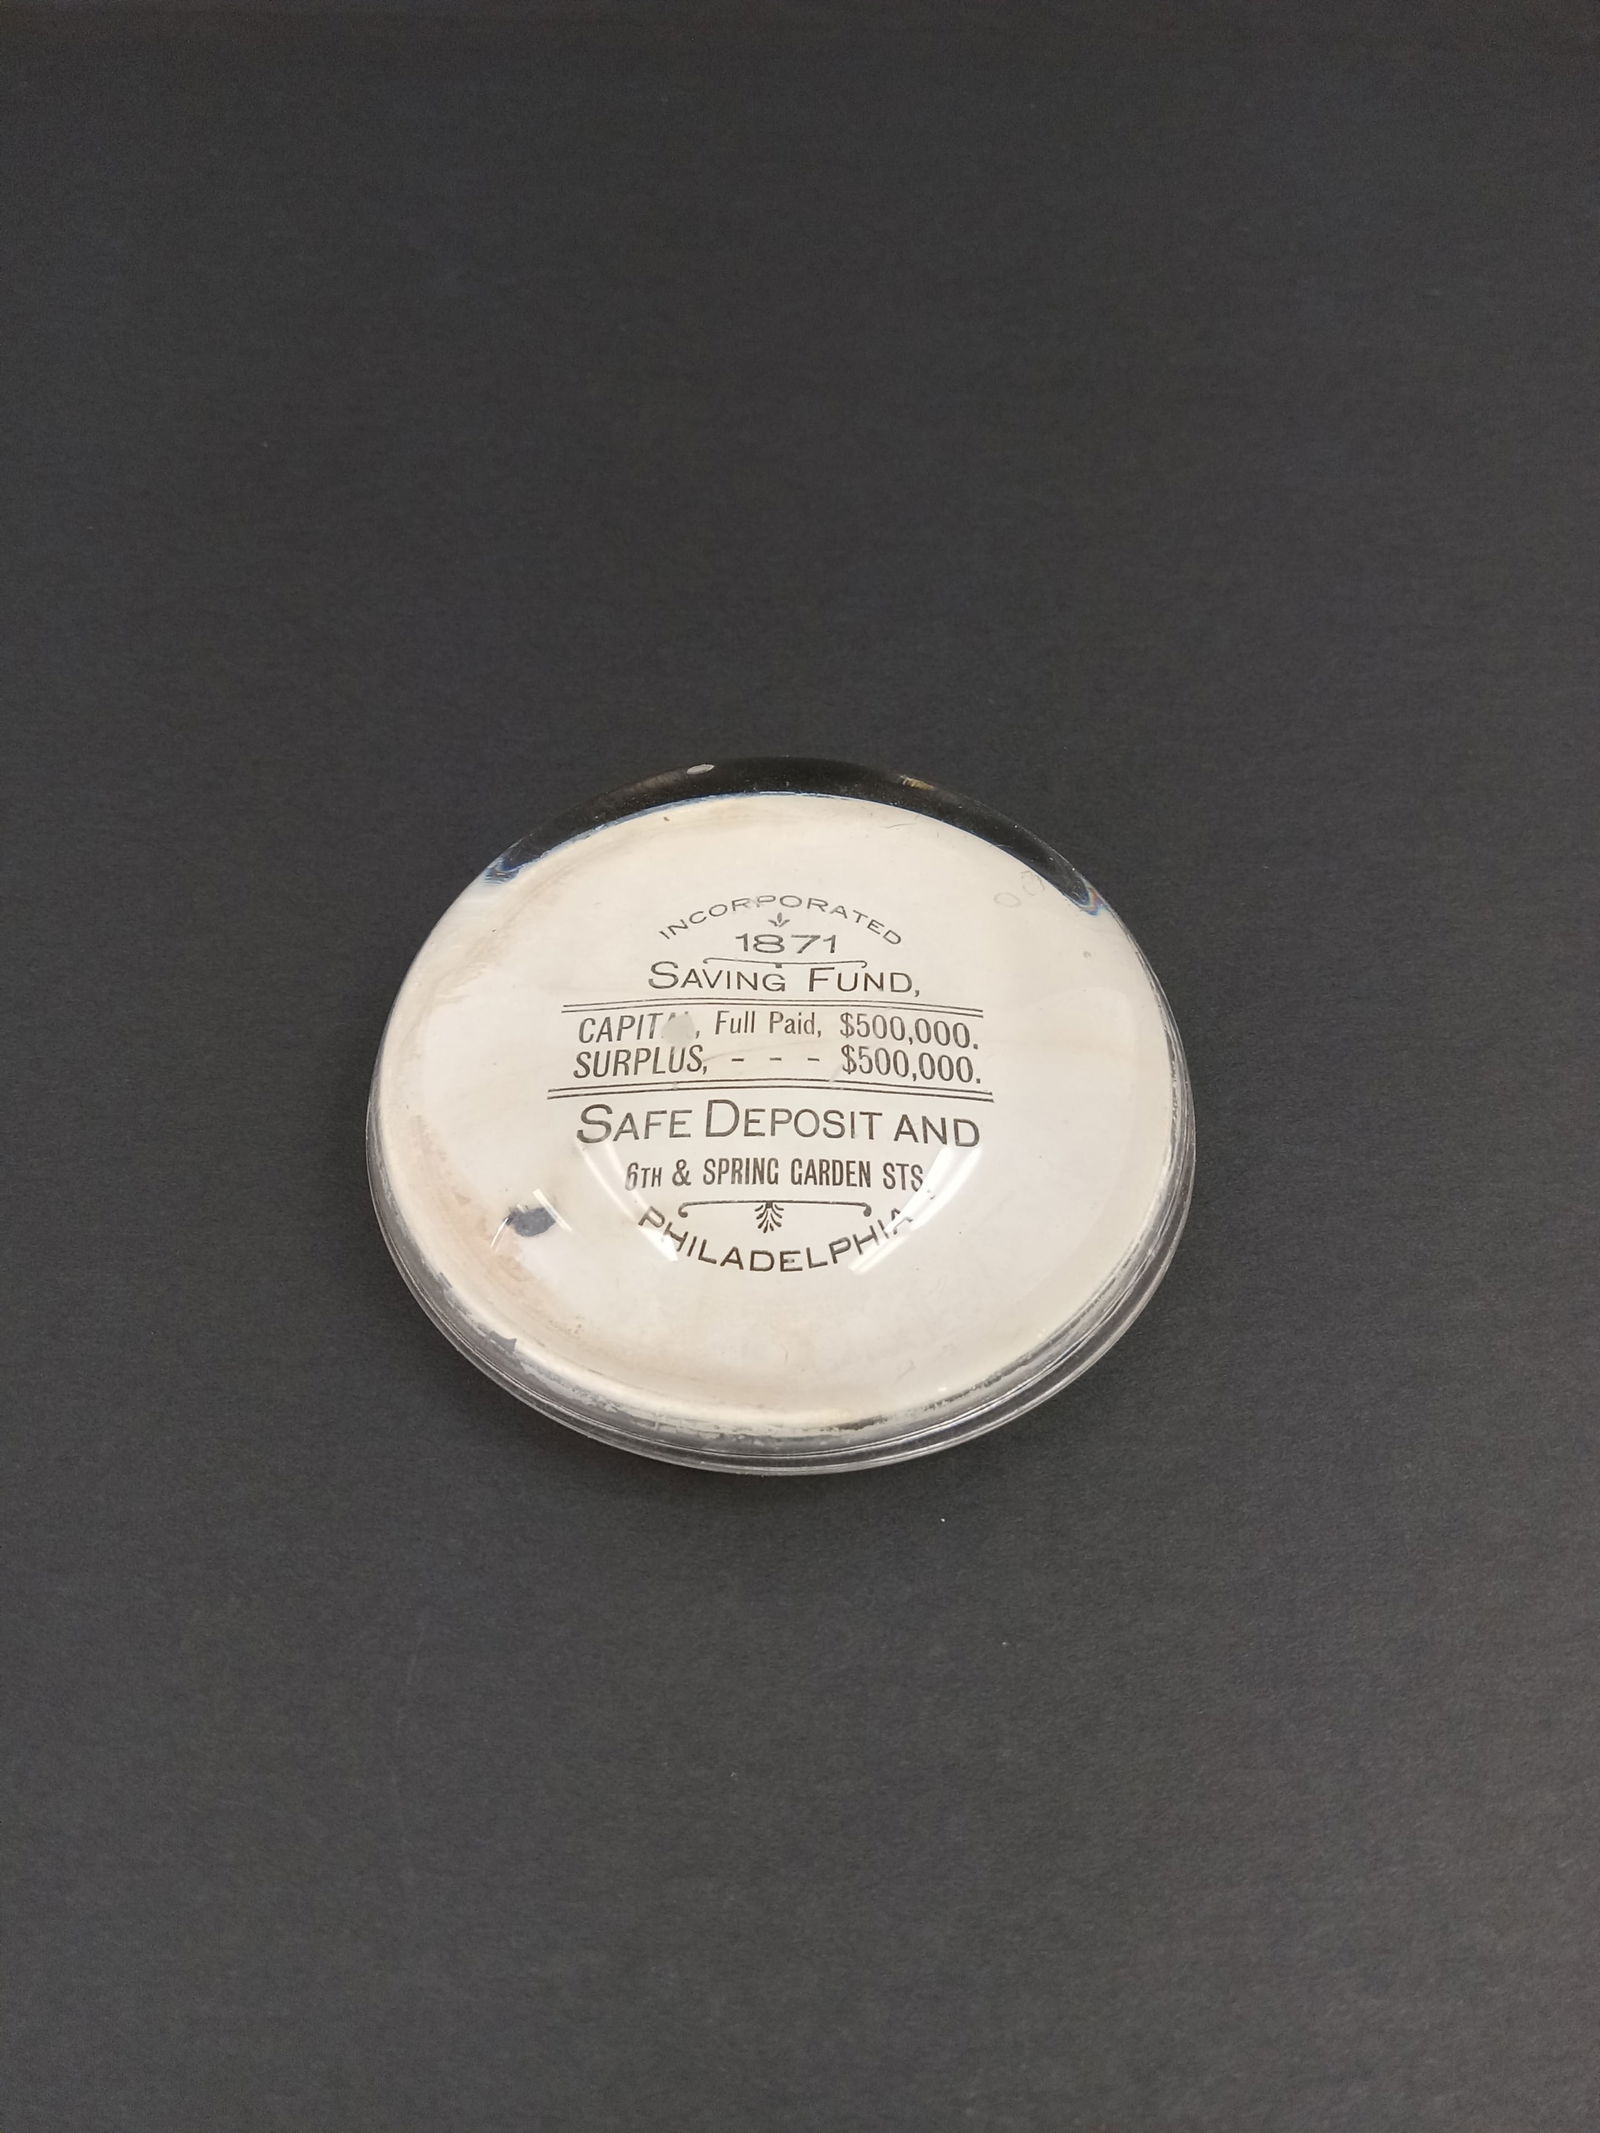 INCORPORATED
1871
SAVING FUND,
CAPITAL, Full Paid, $500,000.
SURPLUS, - - - $500,000.
SAFE DEPOSIT AND
6TH & SPRING GARDEN STS.
PHILADELPHIA